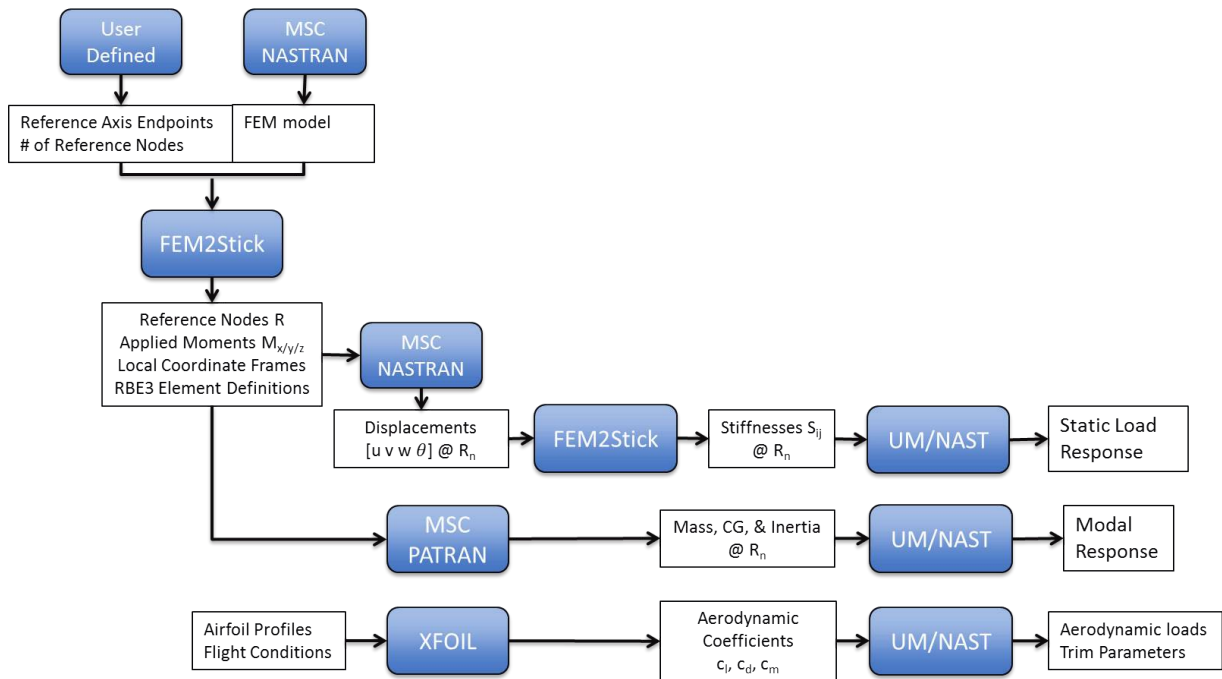 User
Defined
MSC
NASTRAN
Reference Axis Endpoints
# of Reference Nodes
FEM model
FEM2Stick
Reference Nodes R
Applied Moments Mx/y/z
Local Coordinate Frames
RBE3 Element Definitions
MSC
NASTRAN
Displacements
[u v w θ] @ Rn
FEM2Stick
Stiffnesses Sij
@ Rn
UM/NAST
Static Load
Response
MSC
PATRAN
Mass, CG, & Inertia
@ Rn
UM/NAST
Modal
Response
Airfoil Profiles
Flight Conditions
XFOIL
Aerodynamic
Coefficients
cl, cd, cm
UM/NAST
Aerodynamic loads
Trim Parameters